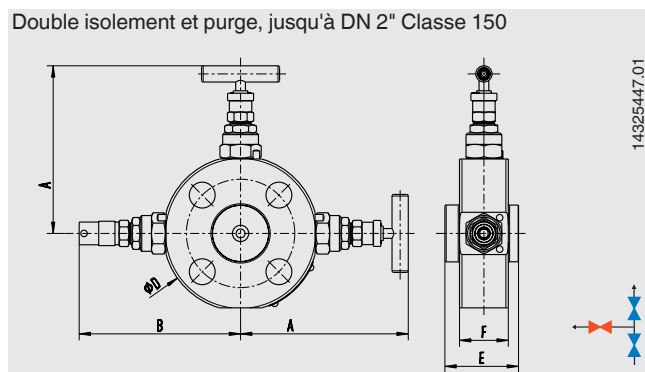 Double isolement et purge, jusqu'à DN 2" Classe 150
14325447.01
A
ØD
B
A
F
E